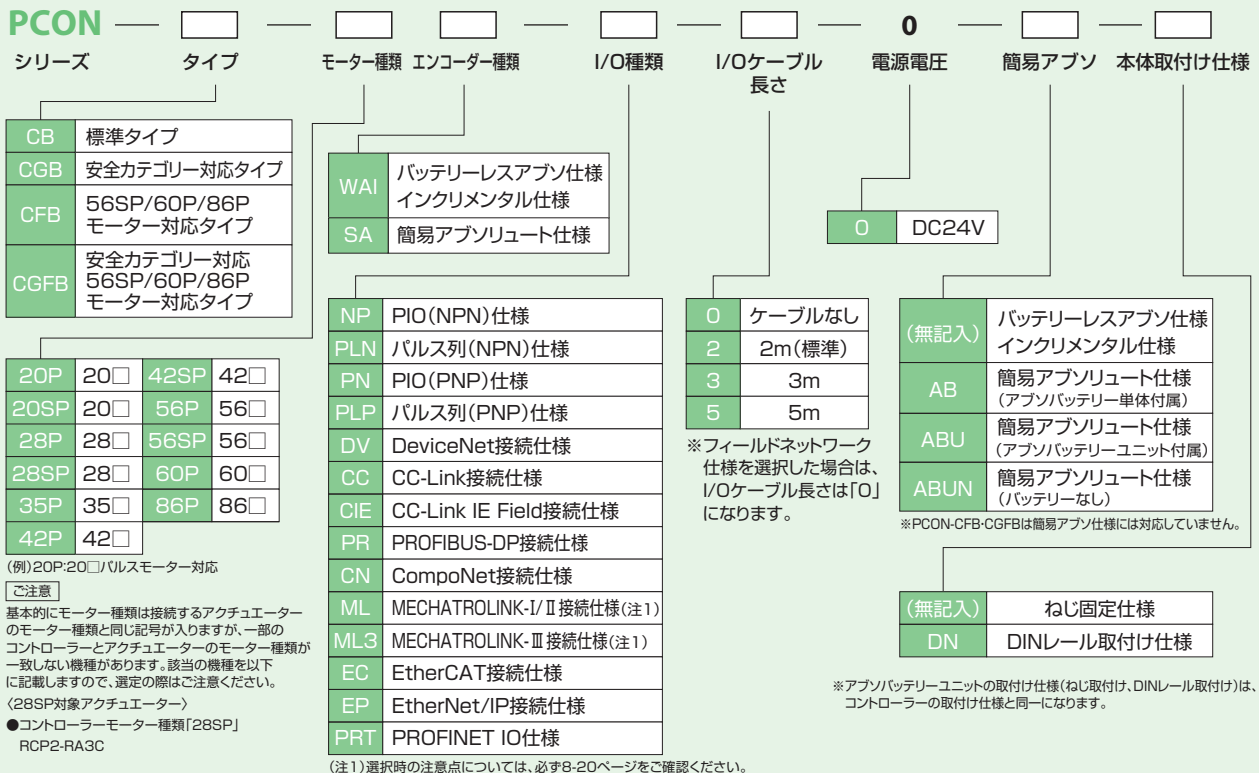 PCON — □ — □□ — □ — □ — 0 — □ — □
シリーズ タイプ モーター種類 エンコーダー種類 I/O種類 I/Oケーブル長さ 電源電圧 簡易アブソ 本体取付け仕様
CB 標準タイプ
CGB 安全カテゴリー対応タイプ
CFB 56SP/60P/86P
モーター対応タイプ
CGFB 安全カテゴリー対応
56SP/60P/86P
モーター対応タイプ
20P 20□ 42SP 42□
20SP 20□ 56P 56□
28P 28□ 56SP 56□
28SP 28□ 60P 60□
35P 35□ 86P 86□
42P 42□
(例)20P:20□パルスモーター対応
ご注意
基本的にモーター種類は接続するアクチュエーター
のモーター種類と同じ記号が入りますが、一部の
コントローラーとアクチュエーターのモーター種類が
一致しない機種があります。該当の機種を以下
に記載しますので、選定の際はご注意ください。
〈28SP対象アクチュエーター〉
●コントローラーモーター種類「28SP」
RCP2-RA3C
WAI バッテリーレスアブソ仕様
インクリメンタル仕様
SA 簡易アブソリュート仕様
NP PIO(NPN)仕様
PLN パルス列(NPN)仕様
PN PIO(PNP)仕様
PLP パルス列(PNP)仕様
DV DeviceNet接続仕様
CC CC-Link接続仕様
CIE CC-Link IE Field接続仕様
PR PROFIBUS-DP接続仕様
CN CompoNet接続仕様
ML MECHATROLINK-Ⅰ/Ⅱ接続仕様(注1)
ML3 MECHATROLINK-Ⅲ接続仕様(注1)
EC EtherCAT接続仕様
EP EtherNet/IP接続仕様
PRT PROFINET IO仕様
(注1)選択時の注意点については、必ず8-20ページをご確認ください。
0 ケーブルなし
2 2m(標準)
3 3m
5 5m
※フィールドネットワーク
仕様を選択した場合は、
I/Oケーブル長さは「0」
になります。
0 DC24V
(無記入) バッテリーレスアブソ仕様
インクリメンタル仕様
AB 簡易アブソリュート仕様
(アブソバッテリー単体付属)
ABU 簡易アブソリュート仕様
(アブソバッテリーユニット付属)
ABUN 簡易アブソリュート仕様
(バッテリーなし)
※PCON-CFB・CGFBは簡易アブソ仕様には対応していません。
(無記入) ねじ固定仕様
DN DINレール取付け仕様
※アブソバッテリーユニットの取付け仕様(ねじ取付け、DINレール取付け)は、
コントローラーの取付け仕様と同一になります。